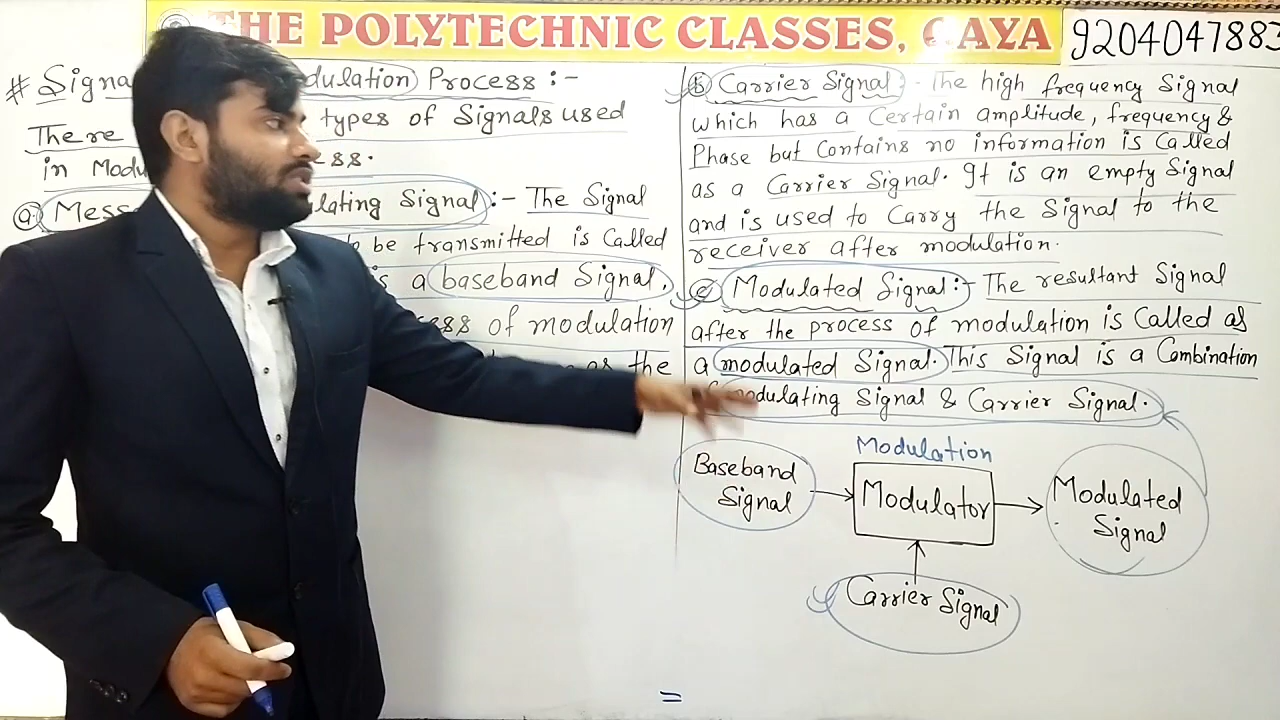 THE POLYTECHNIC CLASSES, GAYA
9204047883
# Signa dulation) Process :-
There types of Signals used
in Modu ess.
(a) Mess lating Signal :- The Signal
to be transmitted is called
is a baseband Signal,
ess of modulation
as the
(b) Carrier Signal :- The high frequency Signal
which has a Certain amplitude, frequency &
Phase but Contains no information is Called
as a Carrier Signal. It is an empty Signal
and is used to Carry the Signal to the
receiver after modulation.
(c) Modulated Signal :- The resultant Signal
after the process of modulation is Called as
a modulated Signal. This Signal is a Combination
modulating Signal & Carrier Signal.
Modulation
Baseband
Signal
Modulator
Modulated
Signal
Carrier Signal
=